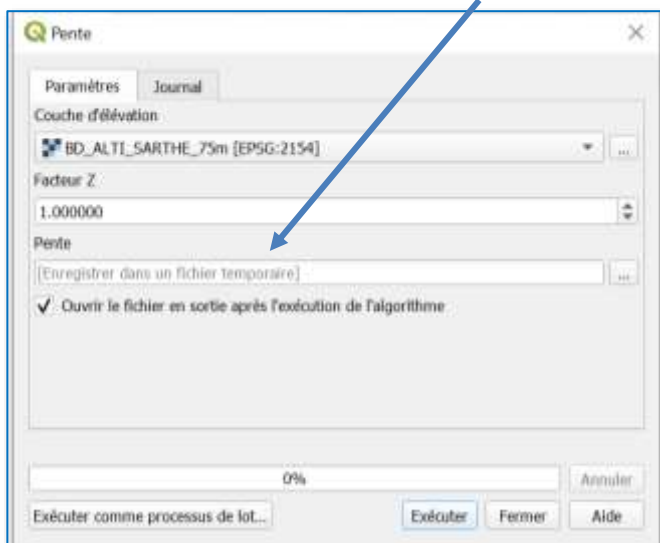 Pente
Paramètres Journal
Couche d'élévation
BD_ALTI_SARTHE_75m [EPSG:2154]
...
Facteur Z
1.000000
Pente
[Enregistrer dans un fichier temporaire]
...
Ouvrir le fichier en sortie après l'exécution de l'algorithme
0%
Annuler
Exécuter comme processus de lot...
Exécuter Fermer Aide